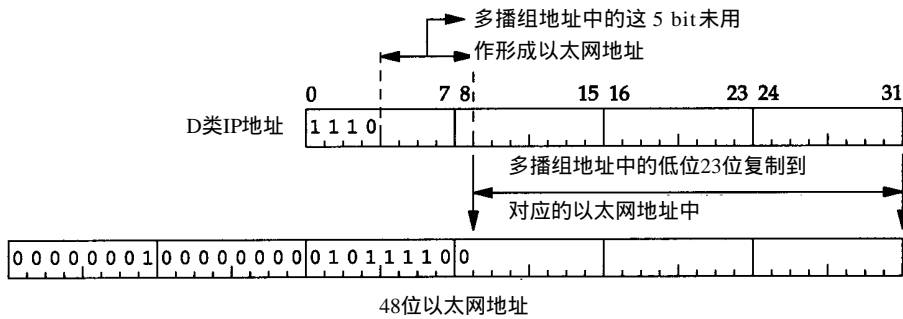 多播组地址中的这 5 bit未用
作形成以太网地址
0 7 8 15 16 23 24 31
D类IP地址 1 1 1 0
多播组地址中的低位23位复制到
对应的以太网地址中
0 0 0 0 0 0 0 1 0 0 0 0 0 0 0 0 0 1 0 1 1 1 1 0 0
48位以太网地址